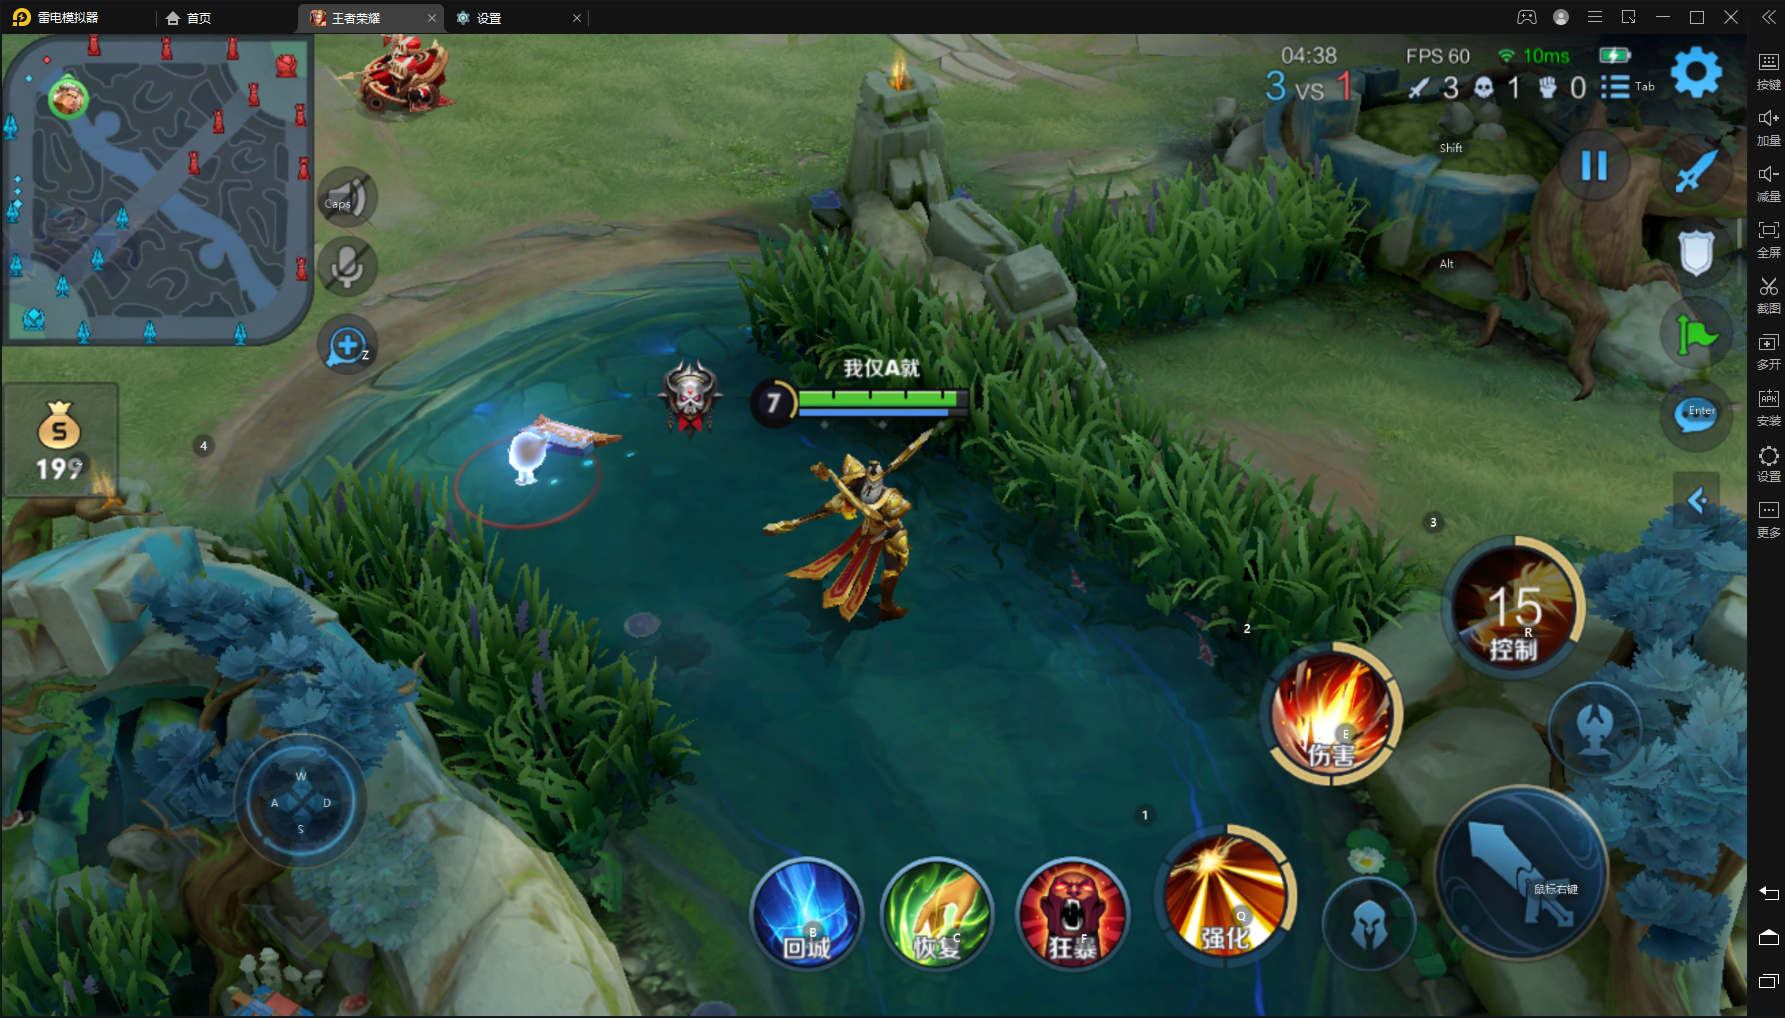 雷电模拟器
首页
王者荣耀
设置
04:38
FPS 60
10ms
3 VS 1
3
1
0
Tab
按键
加量
减量
全屏
截图
多开
安装
设置
更多
Shift
Caps
Alt
Z
Enter
APK
我仅A就
7
S
199
4
3
2
1
15
R
控制
E
伤害
W
A
D
S
B
回城
C
恢复
F
狂暴
Q
强化
鼠标右键